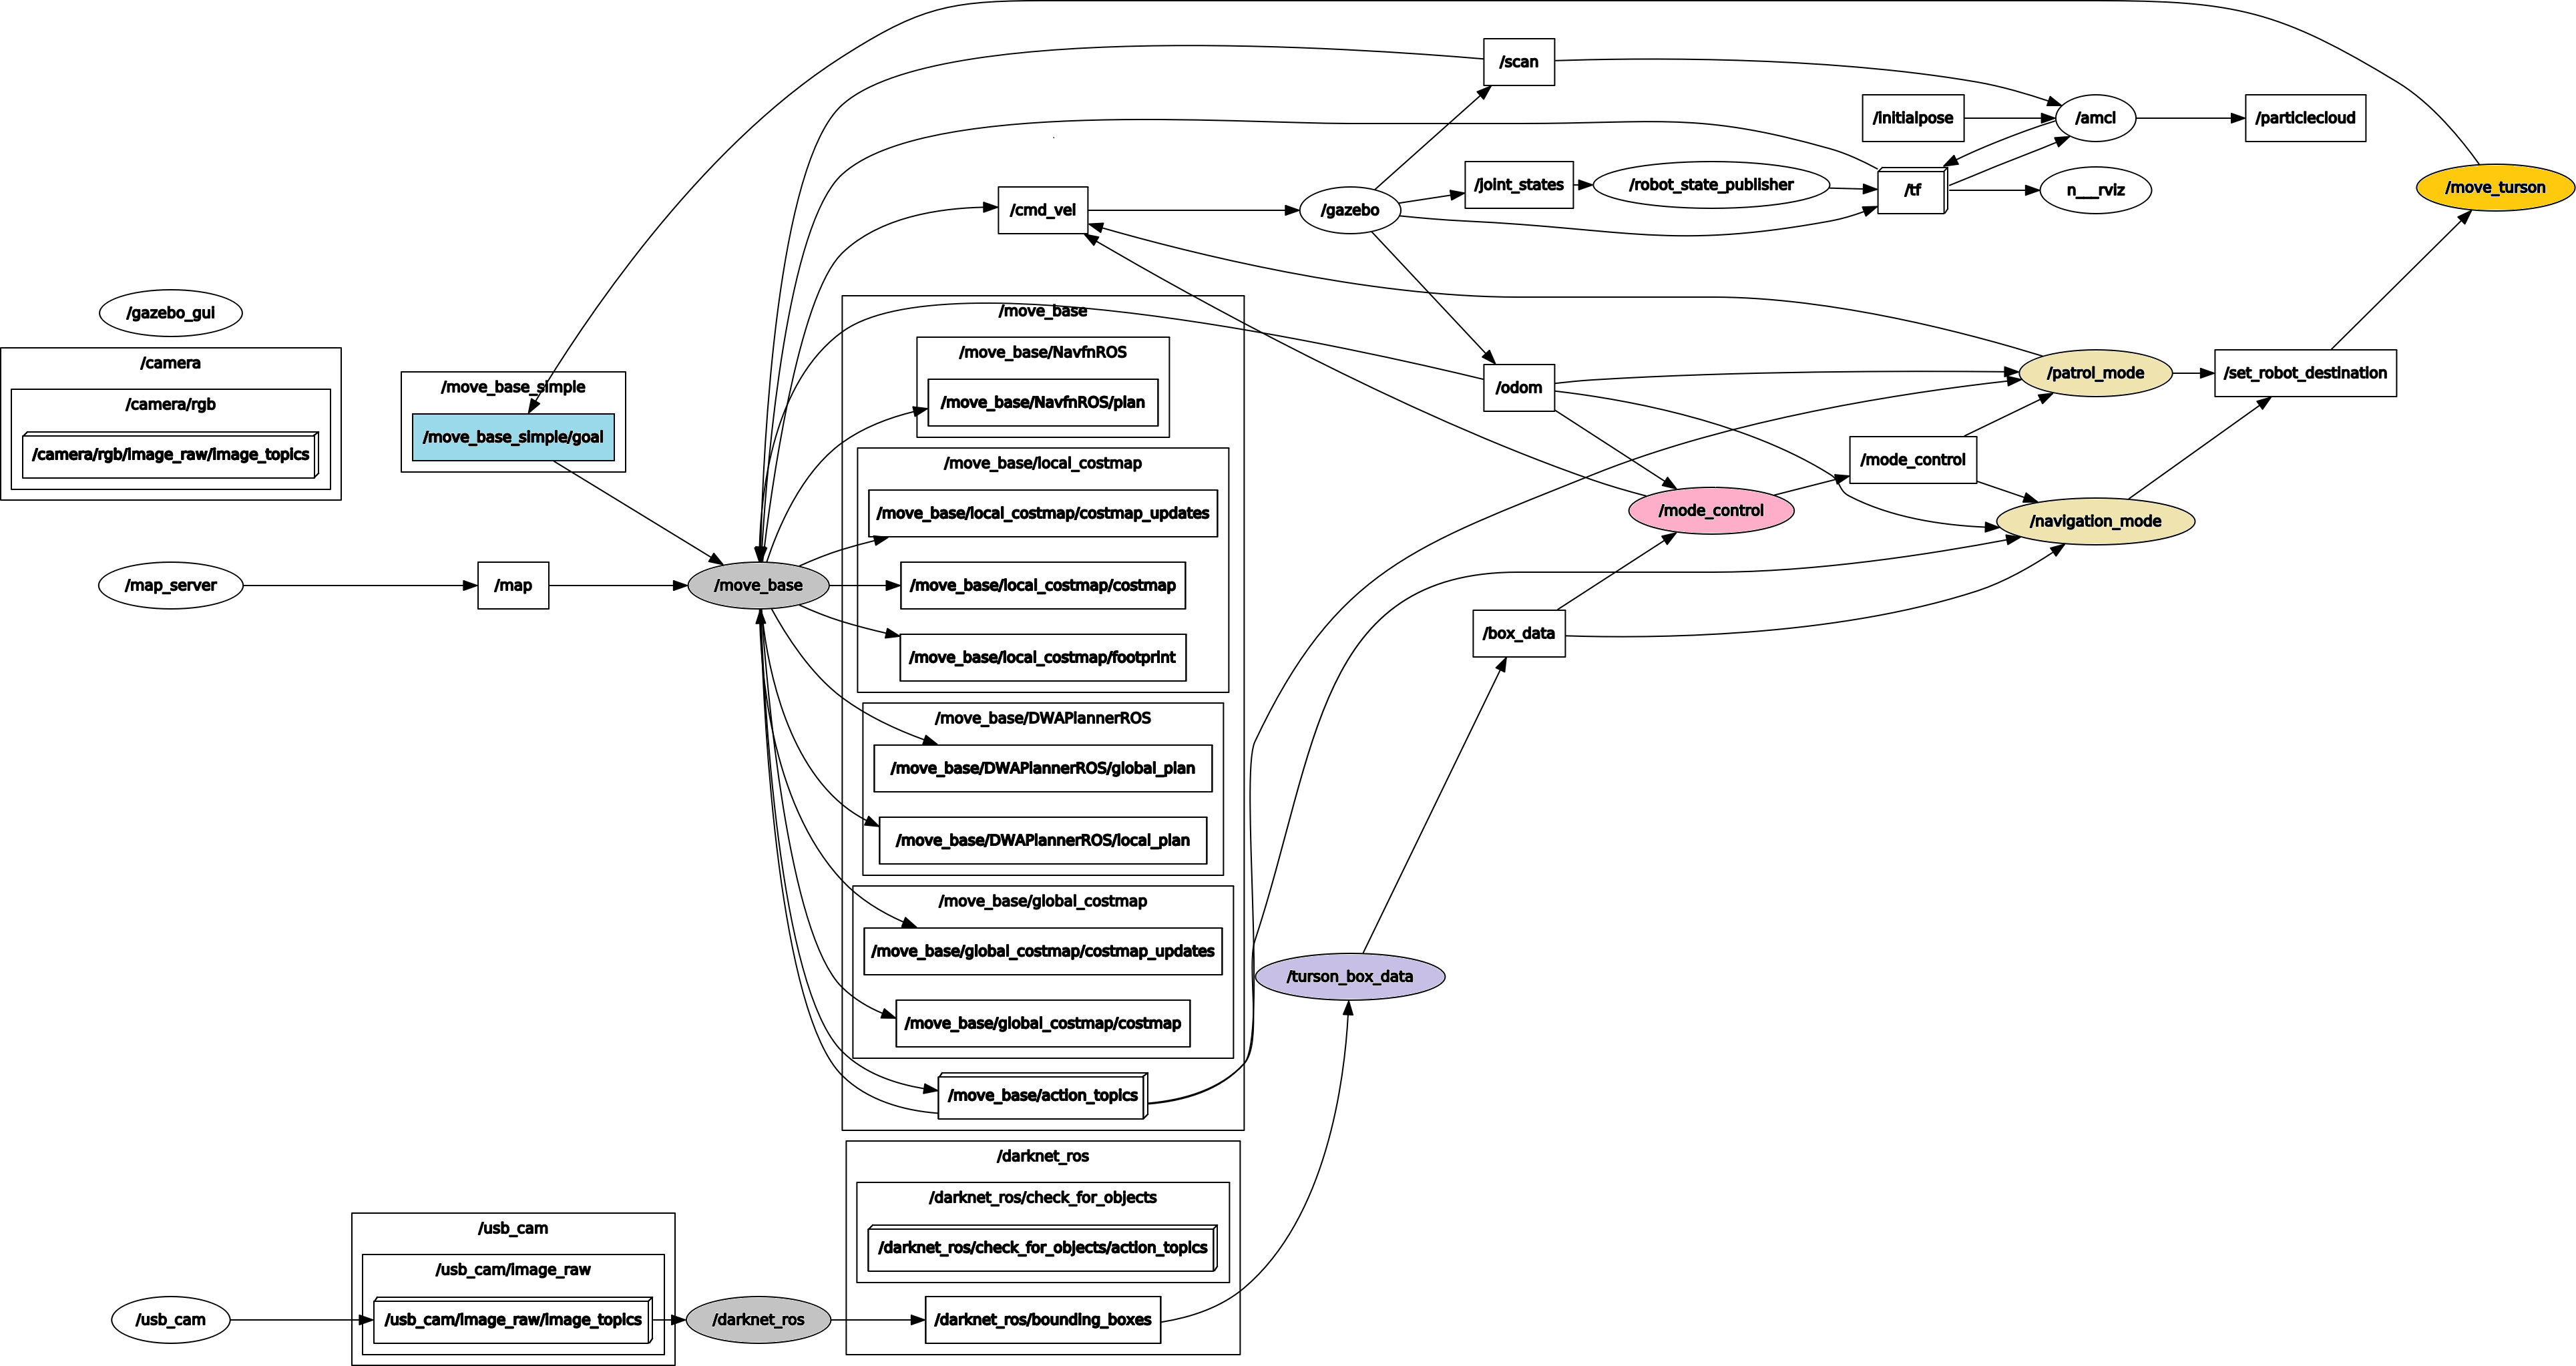 /scan
/initialpose
/amcl
/particlecloud
/joint_states
/robot_state_publisher
/tf
n__rviz
/move_turson
/cmd_vel
/gazebo
/gazebo_gui
/move_base
/camera
/move_base/NavfnROS
/move_base_simple
/odom
/patrol_mode
/set_robot_destination
/camera/rgb
/move_base/NavfnROS/plan
/move_base_simple/goal
/camera/rgb/image_raw/image_topics
/move_base/local_costmap
/mode_control
/move_base/local_costmap/costmap_updates
/mode_control
/navigation_mode
/map_server
/map
/move_base
/move_base/local_costmap/costmap
/box_data
/move_base/local_costmap/footprint
/move_base/DWAPlannerROS
/move_base/DWAPlannerROS/global_plan
/move_base/DWAPlannerROS/local_plan
/move_base/global_costmap
/move_base/global_costmap/costmap_updates
/turson_box_data
/move_base/global_costmap/costmap
/move_base/action_topics
/darknet_ros
/darknet_ros/check_for_objects
/usb_cam
/darknet_ros/check_for_objects/action_topics
/usb_cam/image_raw
/usb_cam
/usb_cam/image_raw/image_topics
/darknet_ros
/darknet_ros/bounding_boxes